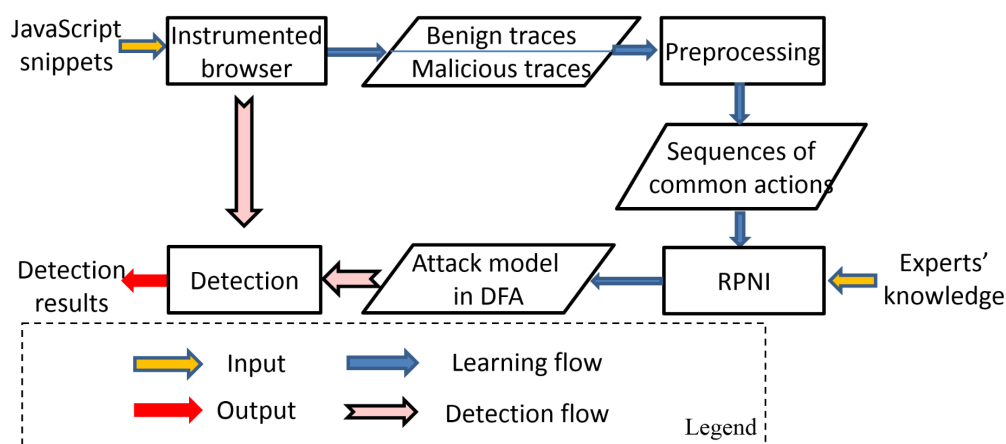 JavaScript
snippets
Instrumented
browser
Benign traces
Malicious traces
Preprocessing
Sequences of
common actions
Detection
results
Detection
Attack model
in DFA
RPNI
Experts’
knowledge
Input
Learning flow
Output
Detection flow
Legend